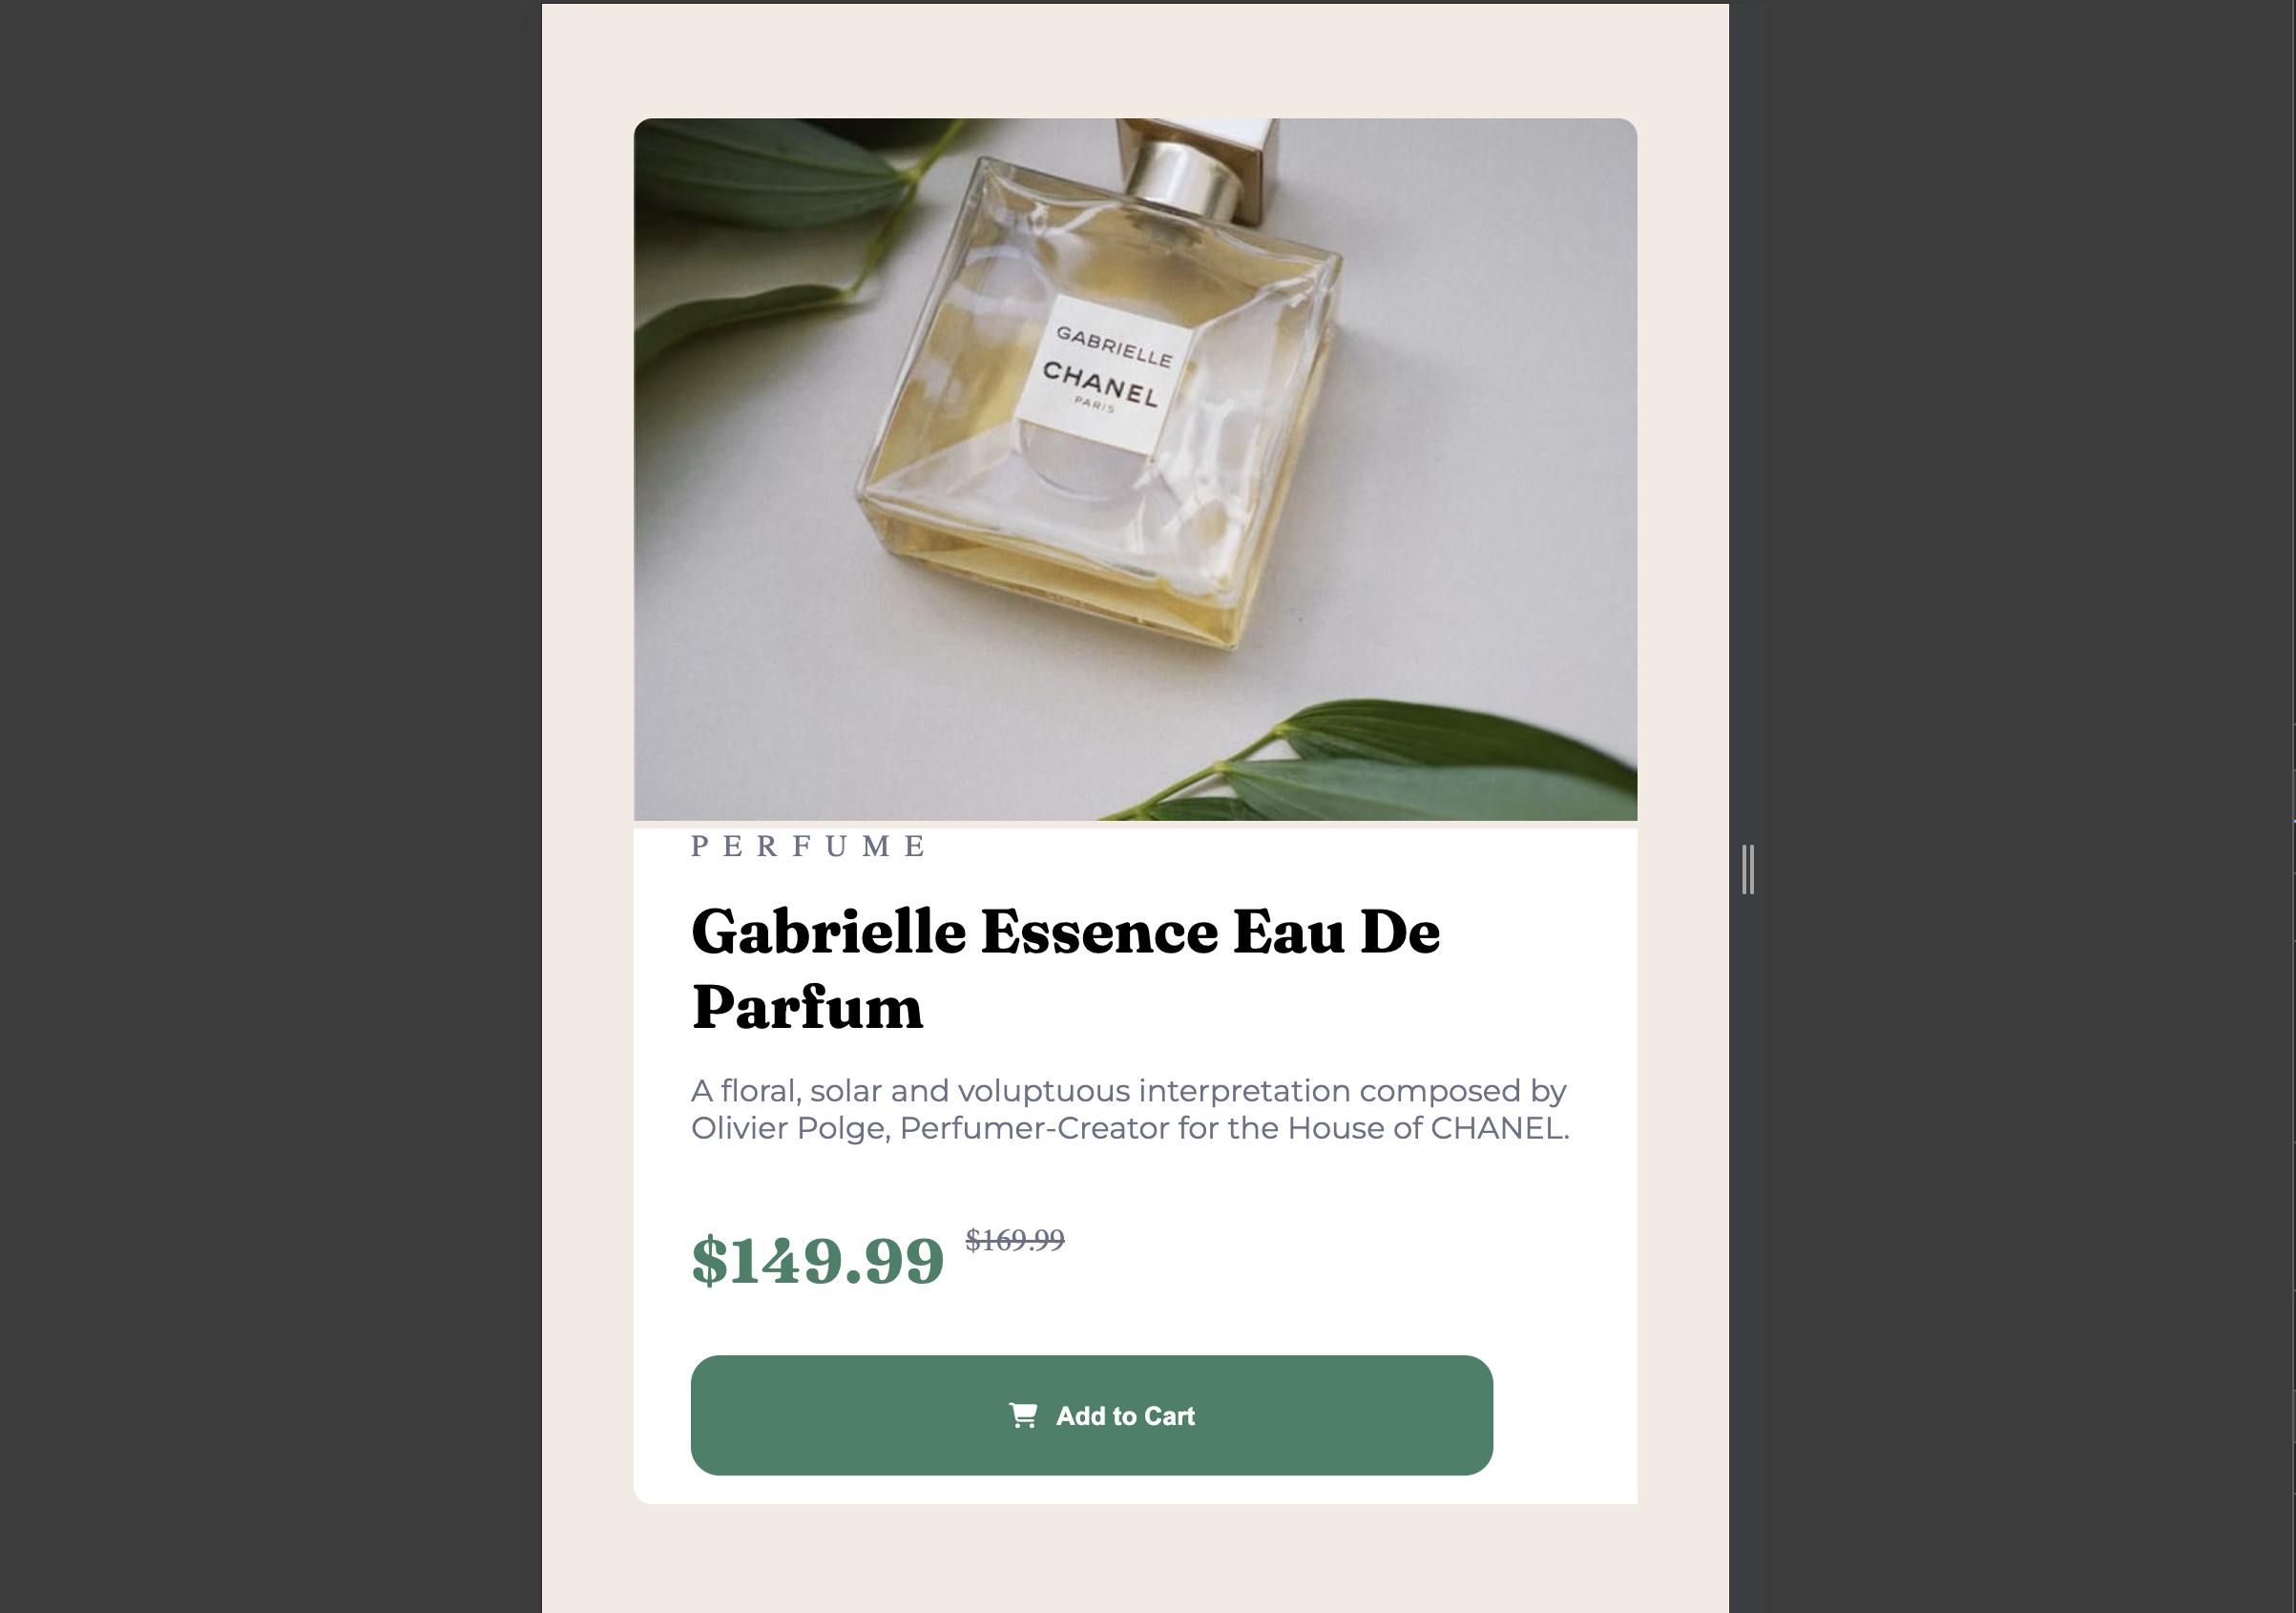 GABRIELLE
CHANEL
PARIS
PERFUME
Gabrielle Essence Eau De
Parfum
A floral, solar and voluptuous interpretation composed by
Olivier Polge, Perfumer-Creator for the House of CHANEL.
$149.99 $169.99
Add to Cart